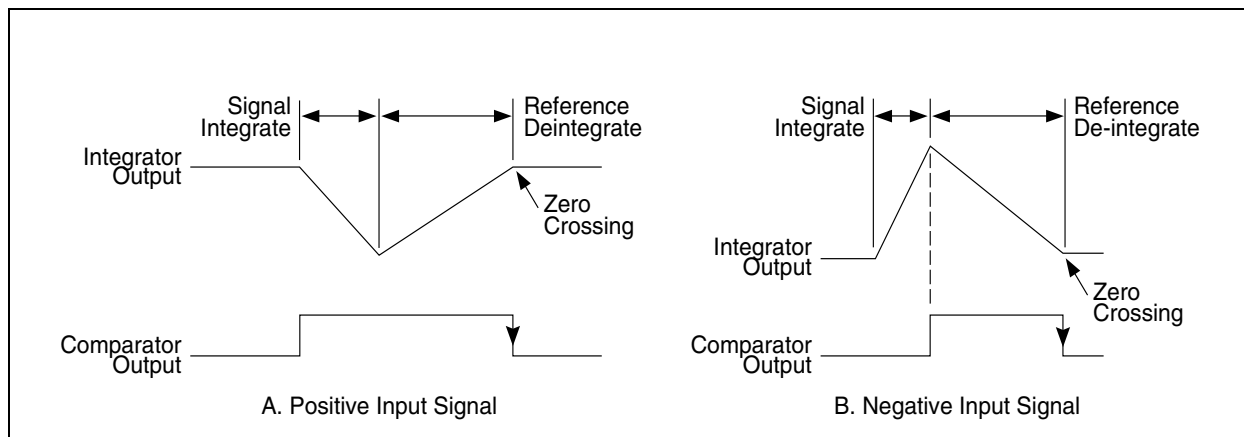 Signal
Integrate
Reference
Deintegrate
Integrator
Output
Zero
Crossing
Comparator
Output
A. Positive Input Signal
Signal
Integrate
Reference
De-integrate
Integrator
Output
Zero
Crossing
Comparator
Output
B. Negative Input Signal